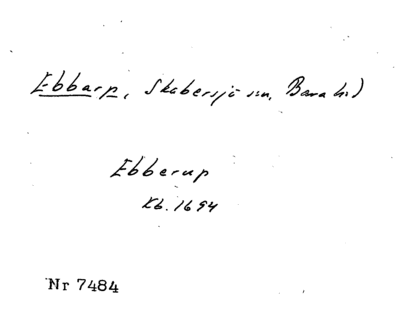 Ebbarp, Skabersjö sn, Bara hd
Ebberup
Kb. 1694
Nr 7484